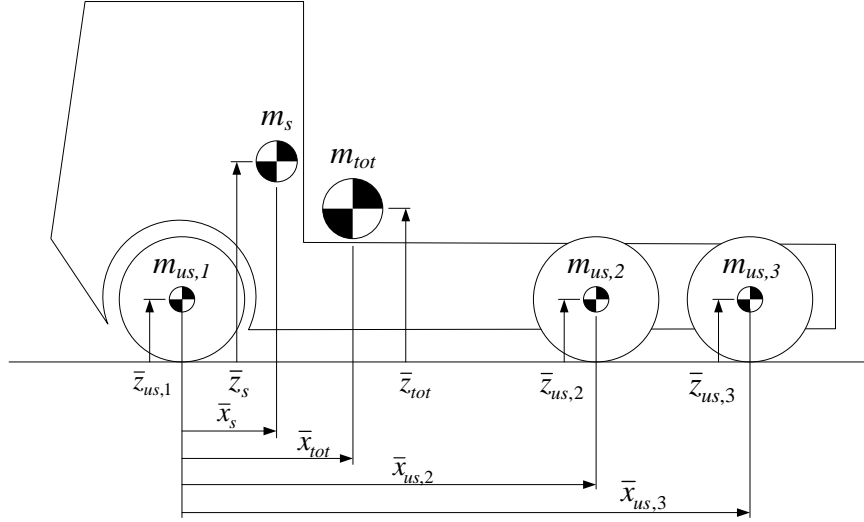 m_s
m_tot
m_us,1
m_us,2
m_us,3
z̄_us,1
z̄_s
z̄_tot
z̄_us,2
z̄_us,3
x̄_s
x̄_tot
x̄_us,2
x̄_us,3